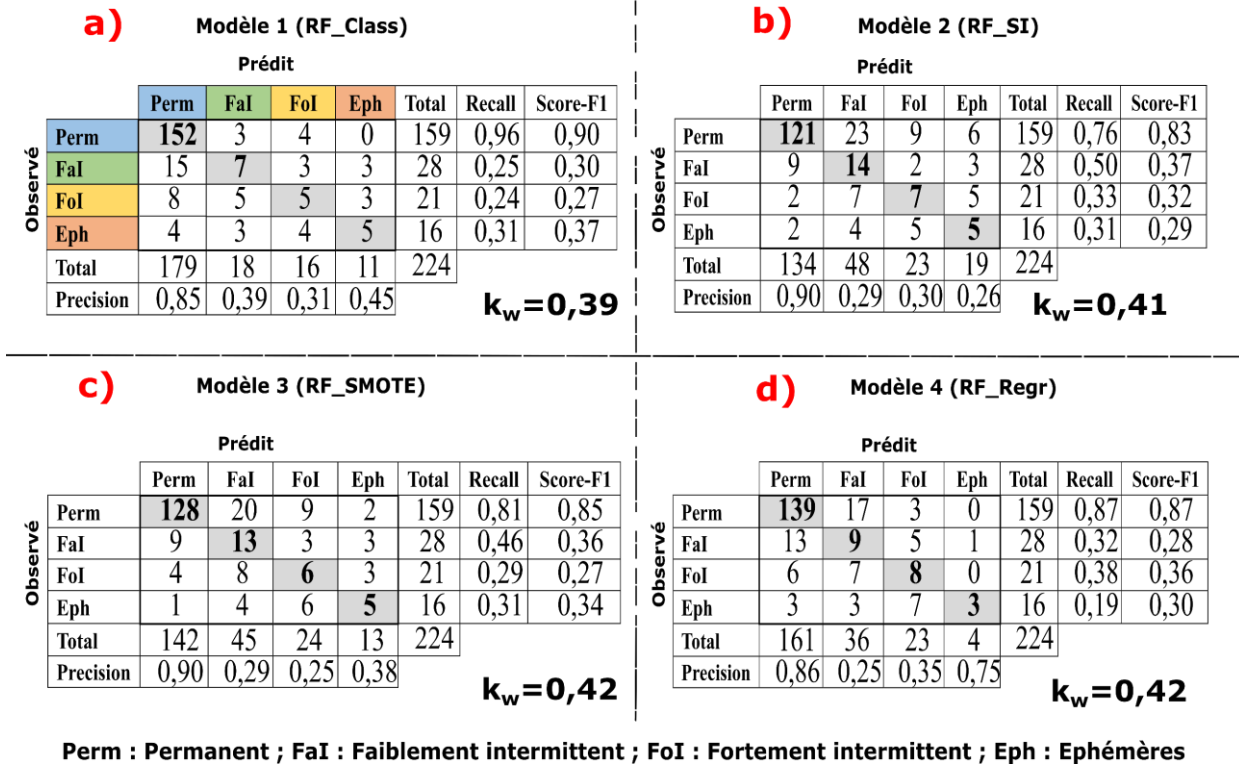 a) Modèle 1 (RF_Class)
Prédit
Perm FaI FoI Eph Total Recall Score-F1
Observé
Perm 152 3 4 0 159 0,96 0,90
FaI 15 7 3 3 28 0,25 0,30
FoI 8 5 5 3 21 0,24 0,27
Eph 4 3 4 5 16 0,31 0,37
Total 179 18 16 11 224
Precision 0,85 0,39 0,31 0,45
kw=0,39
b) Modèle 2 (RF_SI)
Prédit
Perm FaI FoI Eph Total Recall Score-F1
Observé
Perm 121 23 9 6 159 0,76 0,83
FaI 9 14 2 3 28 0,50 0,37
FoI 2 7 7 5 21 0,33 0,32
Eph 2 4 5 5 16 0,31 0,29
Total 134 48 23 19 224
Precision 0,90 0,29 0,30 0,26
kw=0,41
c) Modèle 3 (RF_SMOTE)
Prédit
Perm FaI FoI Eph Total Recall Score-F1
Observé
Perm 128 20 9 2 159 0,81 0,85
FaI 9 13 3 3 28 0,46 0,36
FoI 4 8 6 3 21 0,29 0,27
Eph 1 4 6 5 16 0,31 0,34
Total 142 45 24 13 224
Precision 0,90 0,29 0,25 0,38
kw=0,42
d) Modèle 4 (RF_Regr)
Prédit
Perm FaI FoI Eph Total Recall Score-F1
Observé
Perm 139 17 3 0 159 0,87 0,87
FaI 13 9 5 1 28 0,32 0,28
FoI 6 7 8 0 21 0,38 0,36
Eph 3 3 7 3 16 0,19 0,30
Total 161 36 23 4 224
Precision 0,86 0,25 0,35 0,75
kw=0,42
Perm : Permanent ; FaI : Faiblement intermittent ; FoI : Fortement intermittent ; Eph : Ephémères